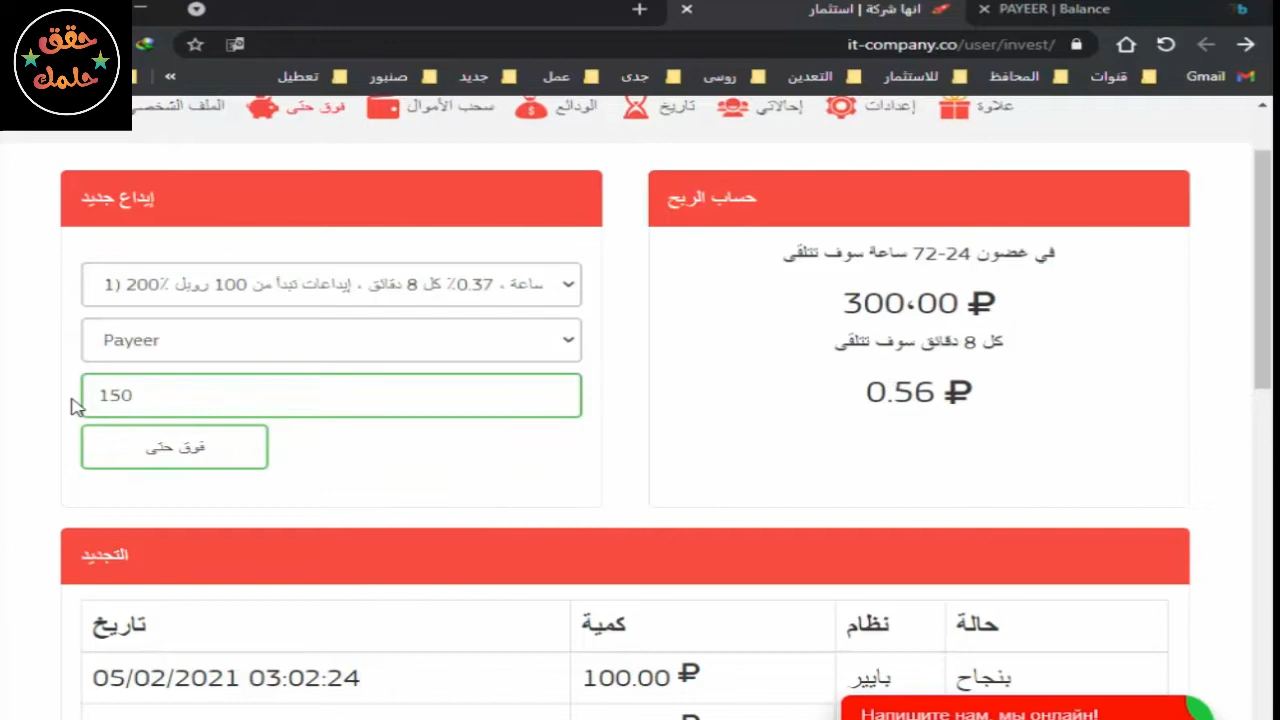 حقق
حلمك
انها شركة | استثمار
PAYEER | Balance
it-company.co/user/invest/
Gmail
قنوات
المحافظ
للاستثمار
التعدين
روسى
جدى
عمل
جديد
صنبور
تعطيل
»
علاوة
إعدادات
إحالاتي
تاريخ
الودائع
سحب الأموال
فوق حتى
الملف الشخصي
حساب الربح
في غضون 24-72 ساعة سوف تتلقى
300،00 ₽
كل 8 دقائق سوف تتلقى
0.56 ₽
إيداع جديد
1) 200٪ ساعة ، 0.37٪ كل 8 دقائق ، إيداعات تبدأ من 100 روبل
Payeer
150
فوق حتى
التجديد
تاريخ كمية نظام حالة
05/02/2021 03:02:24 100.00 ₽ بايير بنجاح
Напишите нам, мы онлайн!